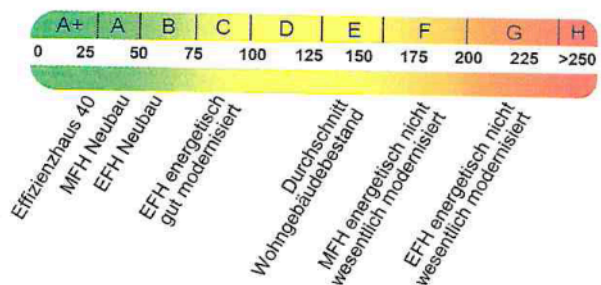 A+ A B C D E F G H
0 25 50 75 100 125 150 175 200 225 >250
Effizienzhaus 40
MFH Neubau
EFH Neubau
EFH energetisch
gut modernisiert
Durchschnitt
Wohngebäudebestand
MFH energetisch nicht
wesentlich modernisiert
EFH energetisch nicht
wesentlich modernisiert